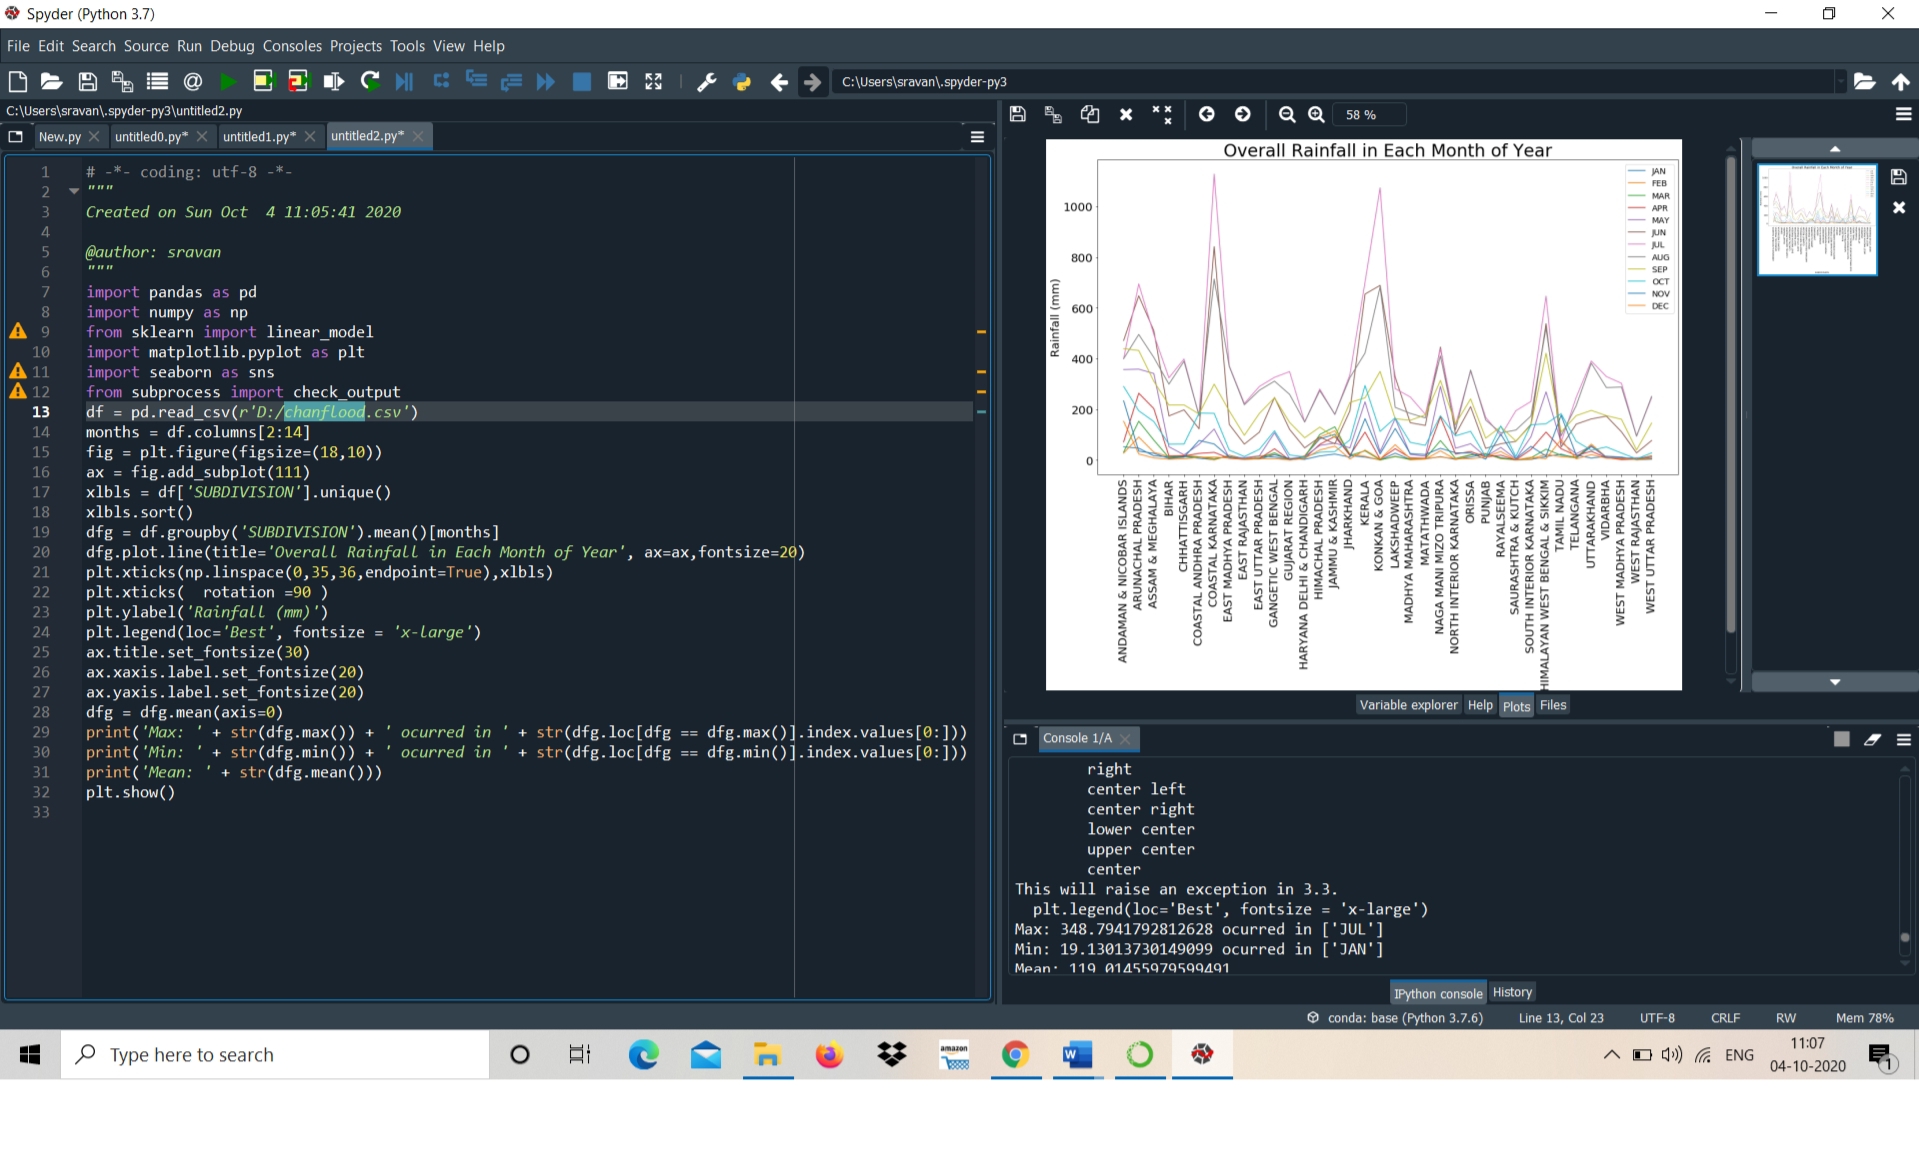 Spyder (Python 3.7)
File Edit Search Source Run Debug Consoles Projects Tools View Help
C:\Users\sravan\.spyder-py3
C:\Users\sravan\.spyder-py3\untitled2.py
New.py untitled0.py* untitled1.py* untitled2.py*
1 # -*- coding: utf-8 -*-
2 """
3 Created on Sun Oct  4 11:05:41 2020
4
5 @author: sravan
6 """
7 import pandas as pd
8 import numpy as np
9 from sklearn import linear_model
10 import matplotlib.pyplot as plt
11 import seaborn as sns
12 from subprocess import check_output
13 df = pd.read_csv(r'D:/chanflood.csv')
14 months = df.columns[2:14]
15 fig = plt.figure(figsize=(18,10))
16 ax = fig.add_subplot(111)
17 xlbls = df['SUBDIVISION'].unique()
18 xlbls.sort()
19 dfg = df.groupby('SUBDIVISION').mean()[months]
20 dfg.plot.line(title='Overall Rainfall in Each Month of Year', ax=ax,fontsize=20)
21 plt.xticks(np.linspace(0,35,36,endpoint=True),xlbls)
22 plt.xticks(  rotation =90 )
23 plt.ylabel('Rainfall (mm)')
24 plt.legend(loc='Best', fontsize = 'x-large')
25 ax.title.set_fontsize(30)
26 ax.xaxis.label.set_fontsize(20)
27 ax.yaxis.label.set_fontsize(20)
28 dfg = dfg.mean(axis=0)
29 print('Max: ' + str(dfg.max()) + ' ocurred in ' + str(dfg.loc[dfg == dfg.max()].index.values[0:]))
30 print('Min: ' + str(dfg.min()) + ' ocurred in ' + str(dfg.loc[dfg == dfg.min()].index.values[0:]))
31 print('Mean: ' + str(dfg.mean()))
32 plt.show()
33
58 %
Overall Rainfall in Each Month of Year
Rainfall (mm)
1000
800
600
400
200
0
JAN
FEB
MAR
APR
MAY
JUN
JUL
AUG
SEP
OCT
NOV
DEC
ANDAMAN & NICOBAR ISLANDS
ARUNACHAL PRADESH
ASSAM & MEGHALAYA
BIHAR
CHHATTISGARH
COASTAL ANDHRA PRADESH
COASTAL KARNATAKA
EAST MADHYA PRADESH
EAST RAJASTHAN
EAST UTTAR PRADESH
GANGETIC WEST BENGAL
GUJARAT REGION
HARYANA DELHI & CHANDIGARH
HIMACHAL PRADESH
JAMMU & KASHMIR
JHARKHAND
KERALA
KONKAN & GOA
LAKSHADWEEP
MADHYA MAHARASHTRA
MATATHWADA
NAGA MANI MIZO TRIPURA
NORTH INTERIOR KARNATAKA
ORISSA
PUNJAB
RAYALSEEMA
SAURASHTRA & KUTCH
SOUTH INTERIOR KARNATAKA
HIMALAYAN WEST BENGAL & SIKKIM
TAMIL NADU
TELANGANA
UTTARAKHAND
VIDARBHA
WEST MADHYA PRADESH
WEST RAJASTHAN
WEST UTTAR PRADESH
Variable explorer Help Plots Files
Console 1/A
right
center left
center right
lower center
upper center
center
This will raise an exception in 3.3.
plt.legend(loc='Best', fontsize = 'x-large')
Max: 348.7941792812628 ocurred in ['JUL']
Min: 19.13013730149099 ocurred in ['JAN']
Mean: 119.01455979599491
IPython console History
conda: base (Python 3.7.6) Line 13, Col 23 UTF-8 CRLF RW Mem 78%
Type here to search
amazon
W
ENG
11:07
04-10-2020
1